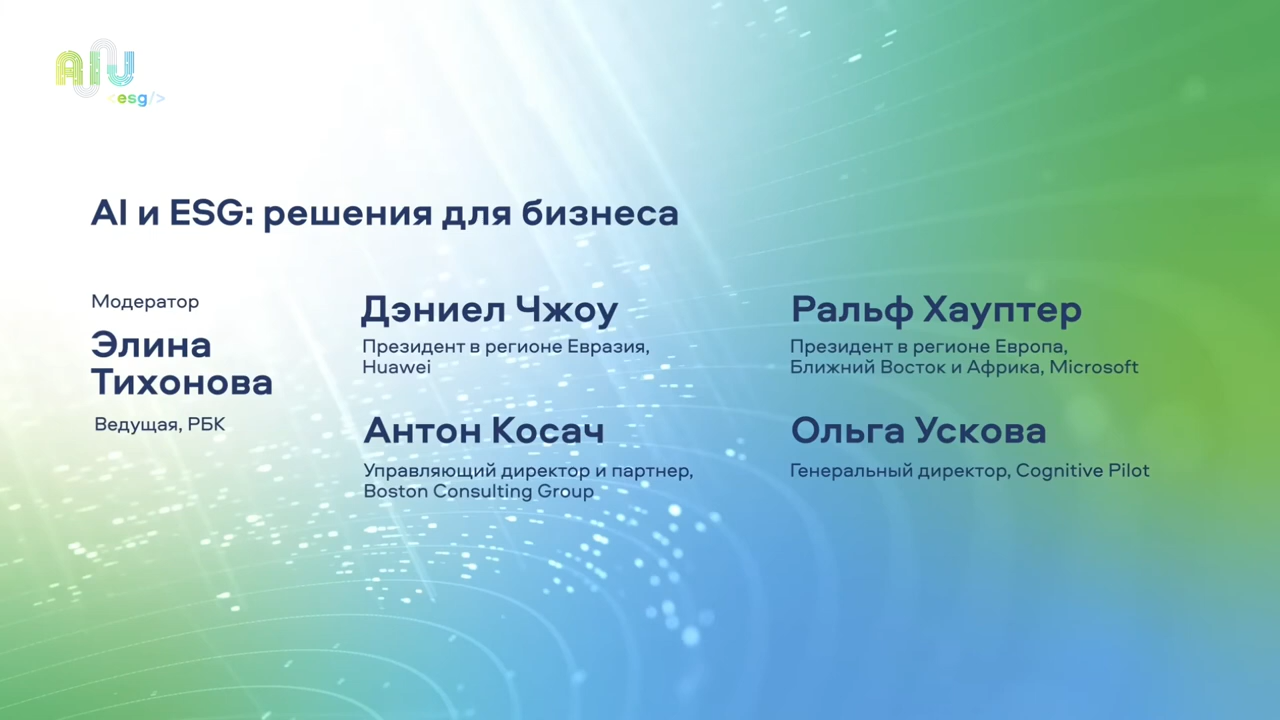 AIJ
<esg/>
AI и ESG: решения для бизнеса
Модератор
Элина
Тихонова
Ведущая, РБК
Дэниел Чжоу
Президент в регионе Евразия,
Huawei
Антон Косач
Управляющий директор и партнер,
Boston Consulting Group
Ральф Хауптер
Президент в регионе Европа,
Ближний Восток и Африка, Microsoft
Ольга Ускова
Генеральный директор, Cognitive Pilot